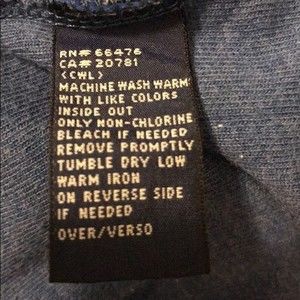 RN# 66476
CA# 20781
<CWL>
MACHINE WASH WARM
WITH LIKE COLORS
INSIDE OUT
ONLY NON-CHLORINE
BLEACH IF NEEDED
REMOVE PROMPTLY
TUMBLE DRY LOW
WARM IRON
ON REVERSE SIDE
IF NEEDED
OVER/VERSO